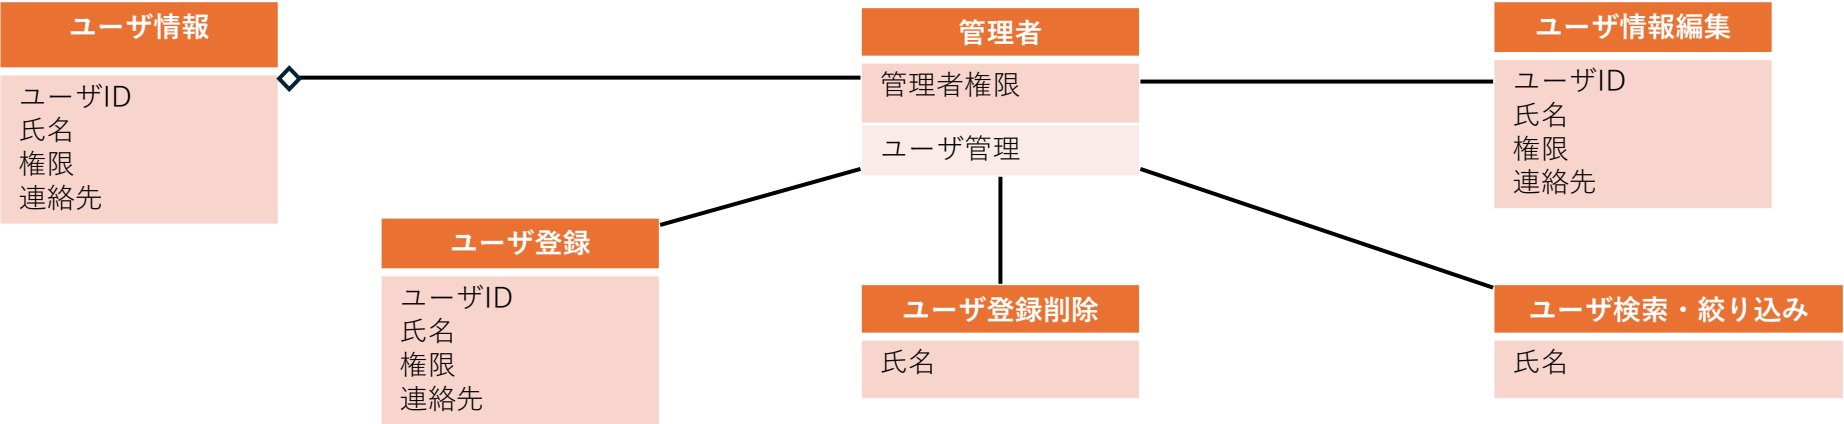 ユーザ情報
ユーザID
氏名
権限
連絡先
管理者
管理者権限
ユーザ管理
ユーザ情報編集
ユーザID
氏名
権限
連絡先
ユーザ登録
ユーザID
氏名
権限
連絡先
ユーザ登録削除
氏名
ユーザ検索・絞り込み
氏名